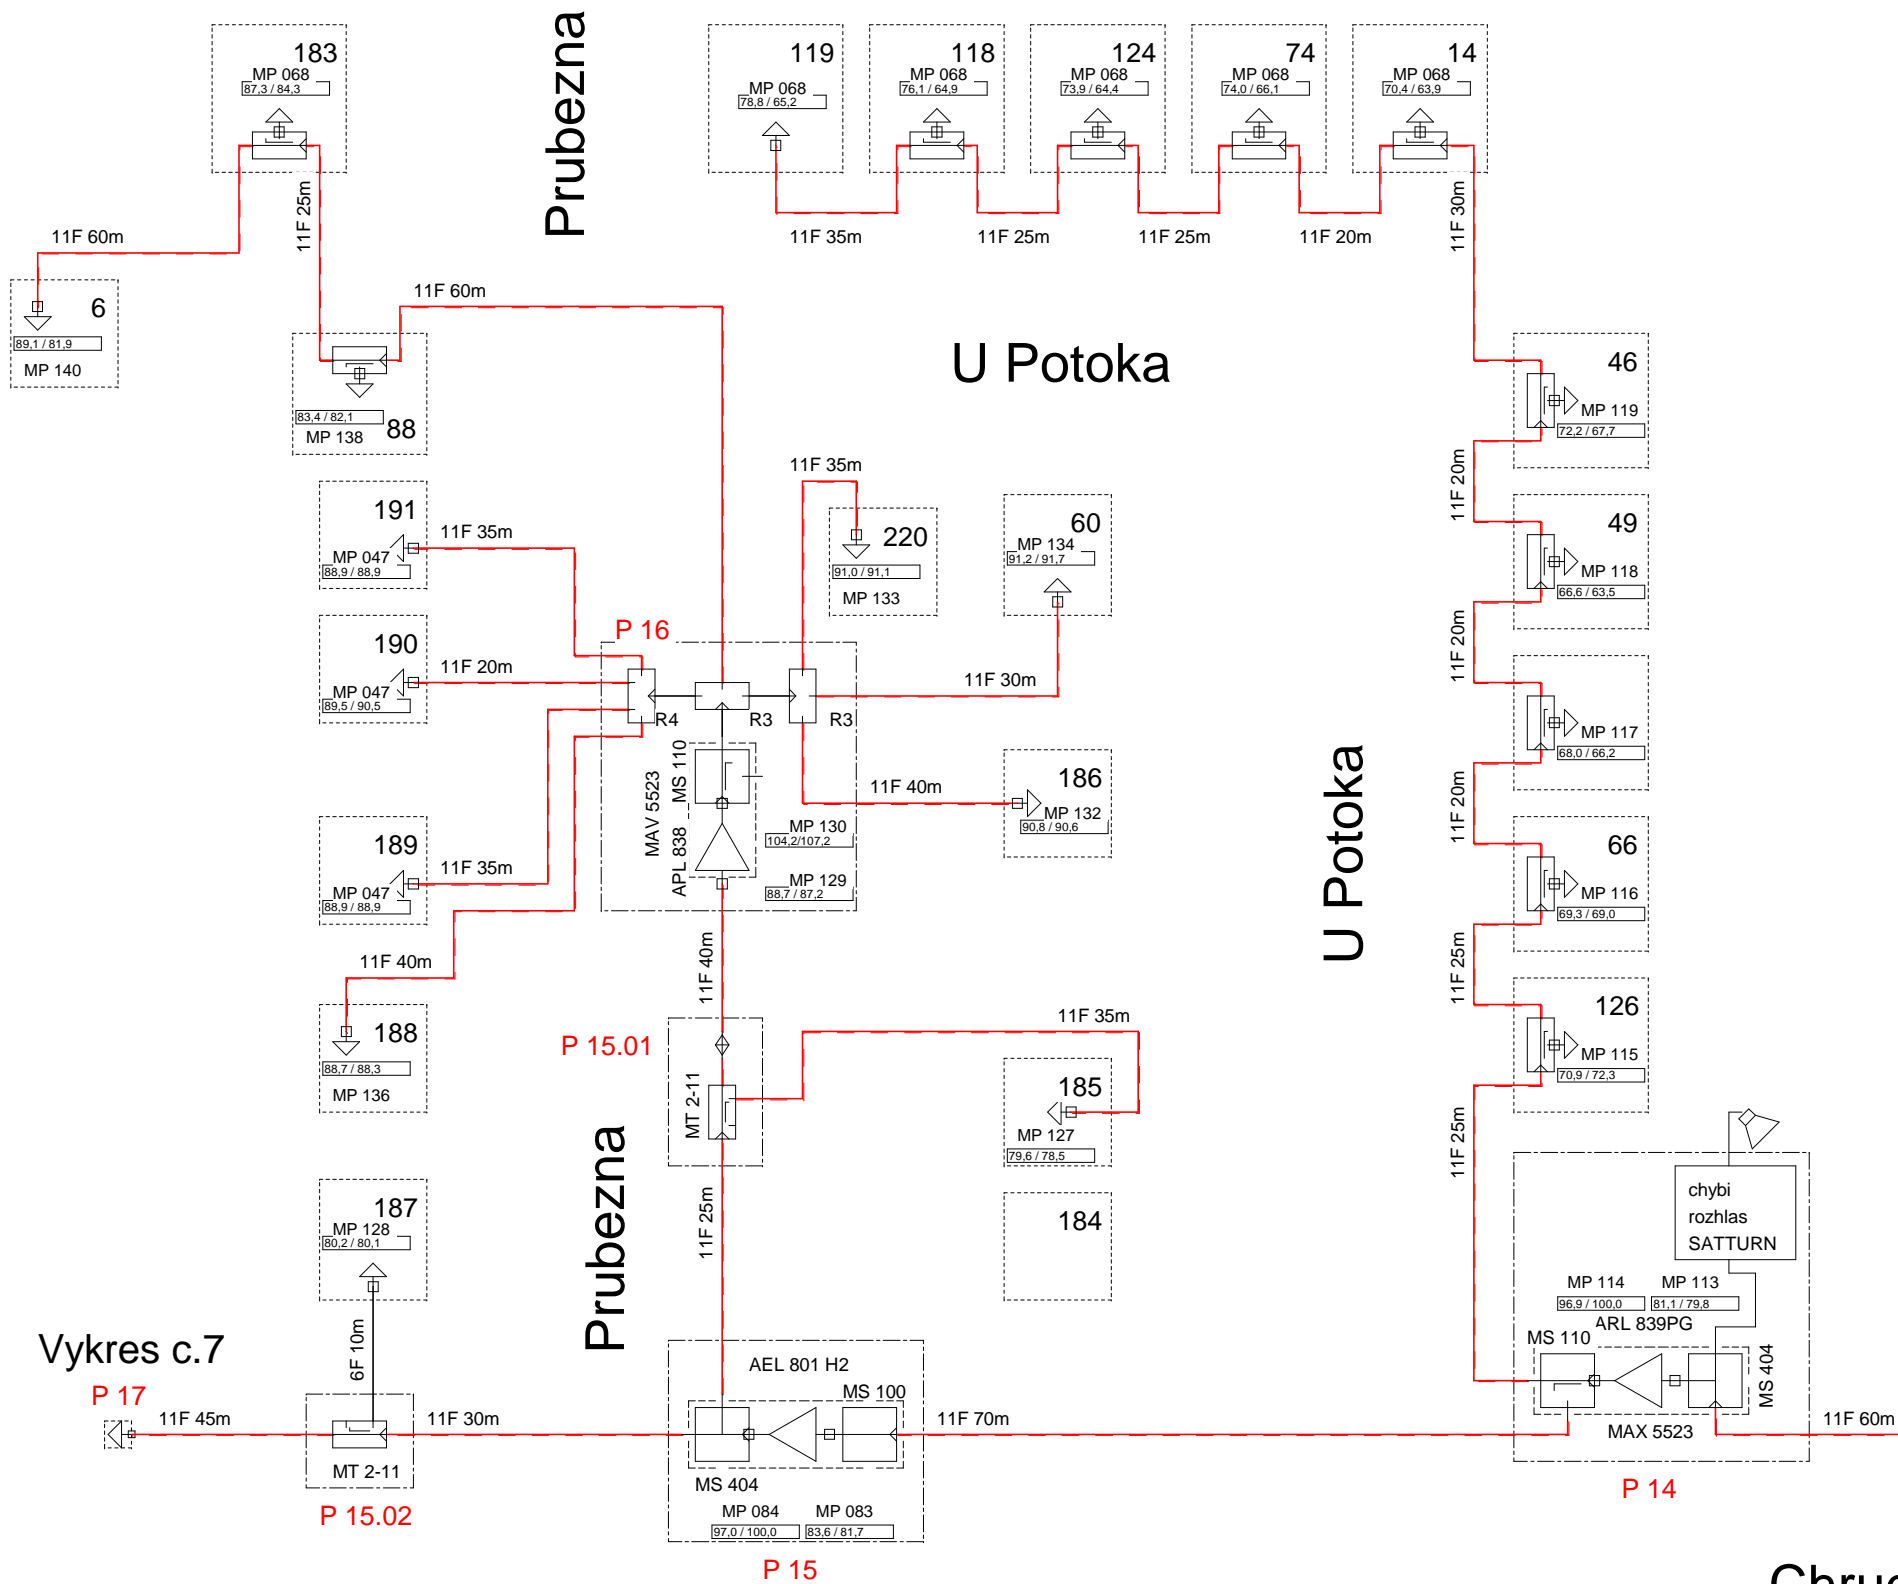 183
MP 068
87,3 / 84,3
Prubezna
119
MP 068
78,8 / 65,2
118
MP 068
76,1 / 64,9
124
MP 068
73,9 / 64,4
74
MP 068
74,0 / 66,1
14
MP 068
70,4 / 63,9
11F 60m
11F 25m
11F 35m
11F 25m
11F 25m
11F 20m
11F 30m
6
89,1 / 81,9
MP 140
11F 60m
83,4 / 82,1
MP 138
88
U Potoka
46
MP 119
72,2 / 67,7
11F 20m
49
MP 118
66,6 / 63,5
11F 20m
MP 117
68,0 / 66,2
11F 20m
66
MP 116
69,3 / 69,0
11F 25m
126
MP 115
70,9 / 72,3
11F 25m
U Potoka
191
MP 047
88,9 / 88,9
11F 35m
190
MP 047
89,5 / 90,5
11F 20m
189
MP 047
88,9 / 88,9
11F 35m
11F 40m
188
88,7 / 88,3
MP 136
11F 35m
220
91,0 / 91,1
MP 133
60
MP 134
91,2 / 91,7
11F 30m
P 16
R4
R3
R3
MAV 5523
MS 110
APL 838
MP 130
104,2/107,2
MP 129
88,7 / 87,2
11F 40m
186
MP 132
90,8 / 90,6
11F 40m
P 15.01
MT 2-11
11F 35m
185
MP 127
79,6 / 78,5
184
11F 25m
Prubezna
187
MP 128
80,2 / 80,1
6F 10m
Vykres c.7
P 17
11F 45m
MT 2-11
P 15.02
11F 30m
AEL 801 H2
MS 100
MS 404
MP 084
97,0 / 100,0
MP 083
83,6 / 81,7
P 15
11F 70m
chybi
rozhlas
SATTURN
MP 114
96,9 / 100,0
MP 113
81,1 / 79,8
ARL 839PG
MS 110
MS 404
MAX 5523
P 14
11F 60m